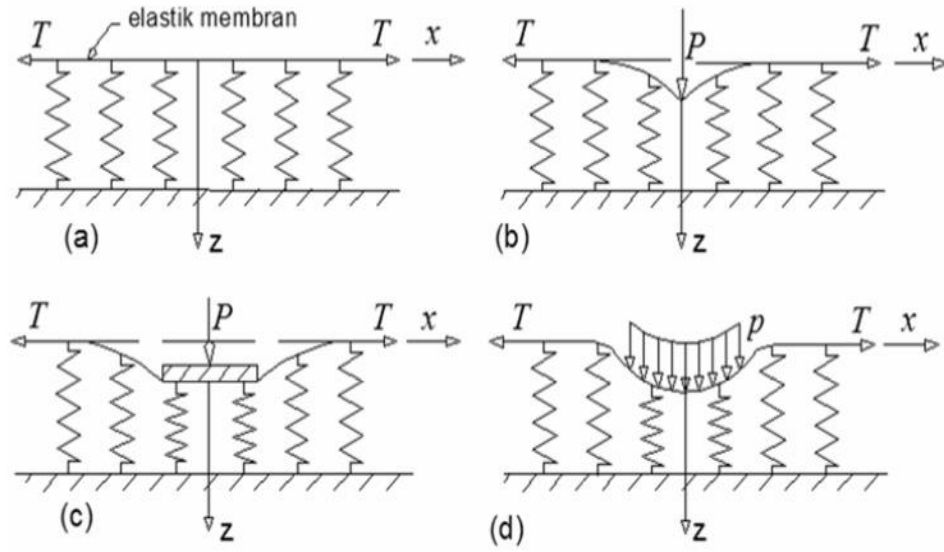 elastik membran
T T x
P
T T x
(a) z
(b) z
P
T T x
p
T T x
(c) z
(d) z